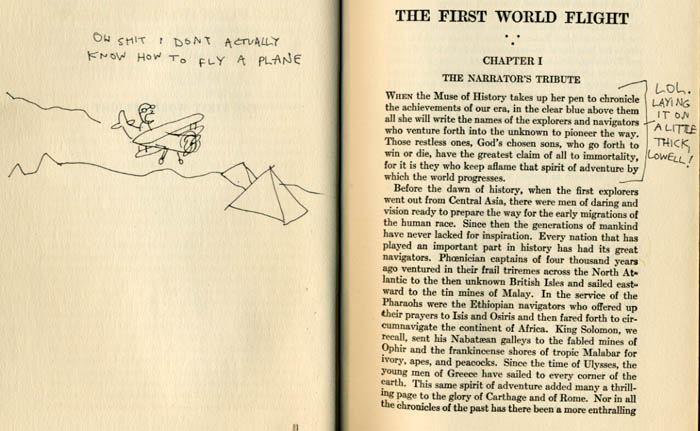 OH SHIT I DONT ACTUALLY
KNOW HOW TO FLY A PLANE
THE FIRST WORLD FLIGHT
CHAPTER I
THE NARRATOR'S TRIBUTE
WHEN the Muse of History takes up her pen to chronicle
the achievements of our era, in the clear blue above them
all she will write the names of the explorers and navigators
who venture forth into the unknown to pioneer the way.
Those restless ones, God's chosen sons, who go forth to
win or die, have the greatest claim of all to immortality,
for it is they who keep aflame that spirit of adventure by
which the world progresses.
Before the dawn of history, when the first explorers
went out from Central Asia, there were men of daring and
vision ready to prepare the way for the early migrations of
the human race. Since then the generations of mankind
have never lacked for inspiration. Every nation that has
played an important part in history has had its great
navigators. Phœnician captains of four thousand years
ago ventured in their frail triremes across the North At-
lantic to the then unknown British Isles and sailed east-
ward to the tin mines of Malay. In the service of the
Pharaohs were the Ethiopian navigators who offered up
their prayers to Isis and Osiris and then fared forth to cir-
cumnavigate the continent of Africa. King Solomon, we
recall, sent his Nabatæan galleys to the fabled mines of
Ophir and the frankincense shores of tropic Malabar for
ivory, apes, and peacocks. Since the time of Ulysses, the
young men of Greece have sailed to every corner of the
earth. This same spirit of adventure added many a thrill-
ing page to the glory of Carthage and of Rome. Nor in all
the chronicles of the past has there been a more enthralling
LOL.
LAYING
IT ON
A LITTLE
THICK,
LOWELL!